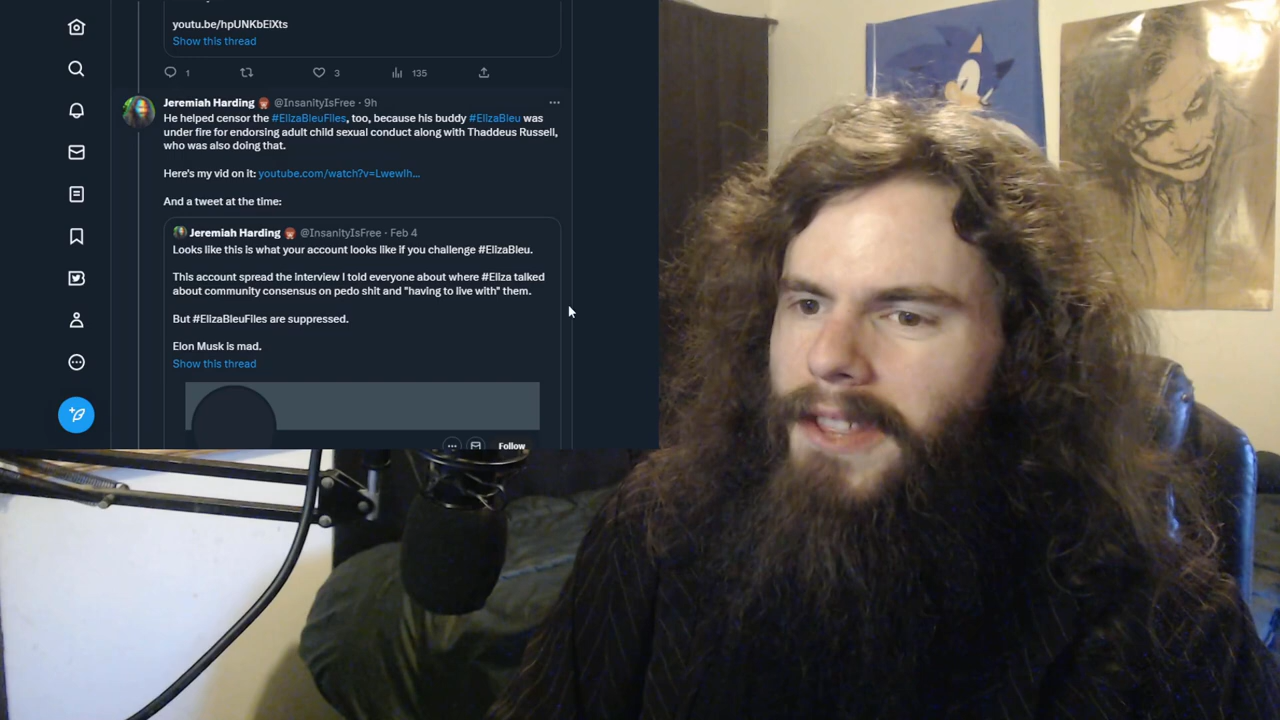 youtu.be/hpUNKbEiXts
Show this thread
1
3
135
Jeremiah Harding 👹 @InsanityIsFree · 9h
He helped censor the #ElizaBleuFiles, too, because his buddy #ElizaBleu was
under fire for endorsing adult child sexual conduct along with Thaddeus Russell,
who was also doing that.
Here's my vid on it: youtube.com/watch?v=LwewIh…
And a tweet at the time:
Jeremiah Harding 👹 @InsanityIsFree · Feb 4
Looks like this is what your account looks like if you challenge #ElizaBleu.
This account spread the interview I told everyone about where #Eliza talked
about community consensus on pedo shit and "having to live with" them.
But #ElizaBleuFiles are suppressed.
Elon Musk is mad.
Show this thread
Follow